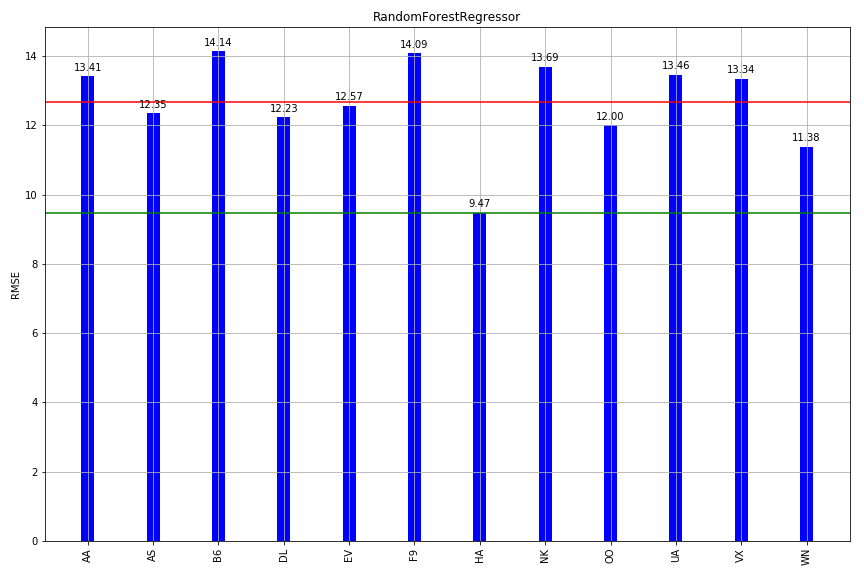 RandomForestRegressor
RMSE
14
12
10
8
6
4
2
0
13.41
12.35
14.14
12.23
12.57
14.09
9.47
13.69
12.00
13.46
13.34
11.38
AA
AS
B6
DL
EV
F9
HA
NK
OO
UA
VX
WN